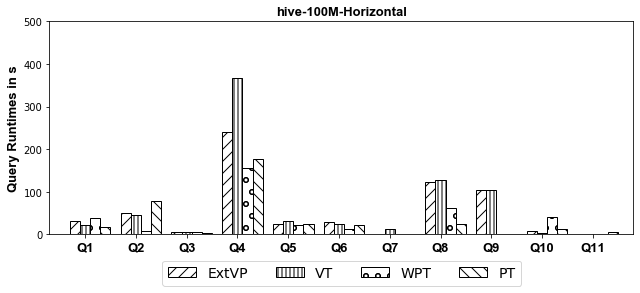 hive-100M-Horizontal
Query Runtimes in s
500
400
300
200
100
0
Q1 Q2 Q3 Q4 Q5 Q6 Q7 Q8 Q9 Q10 Q11
ExtVP VT WPT PT